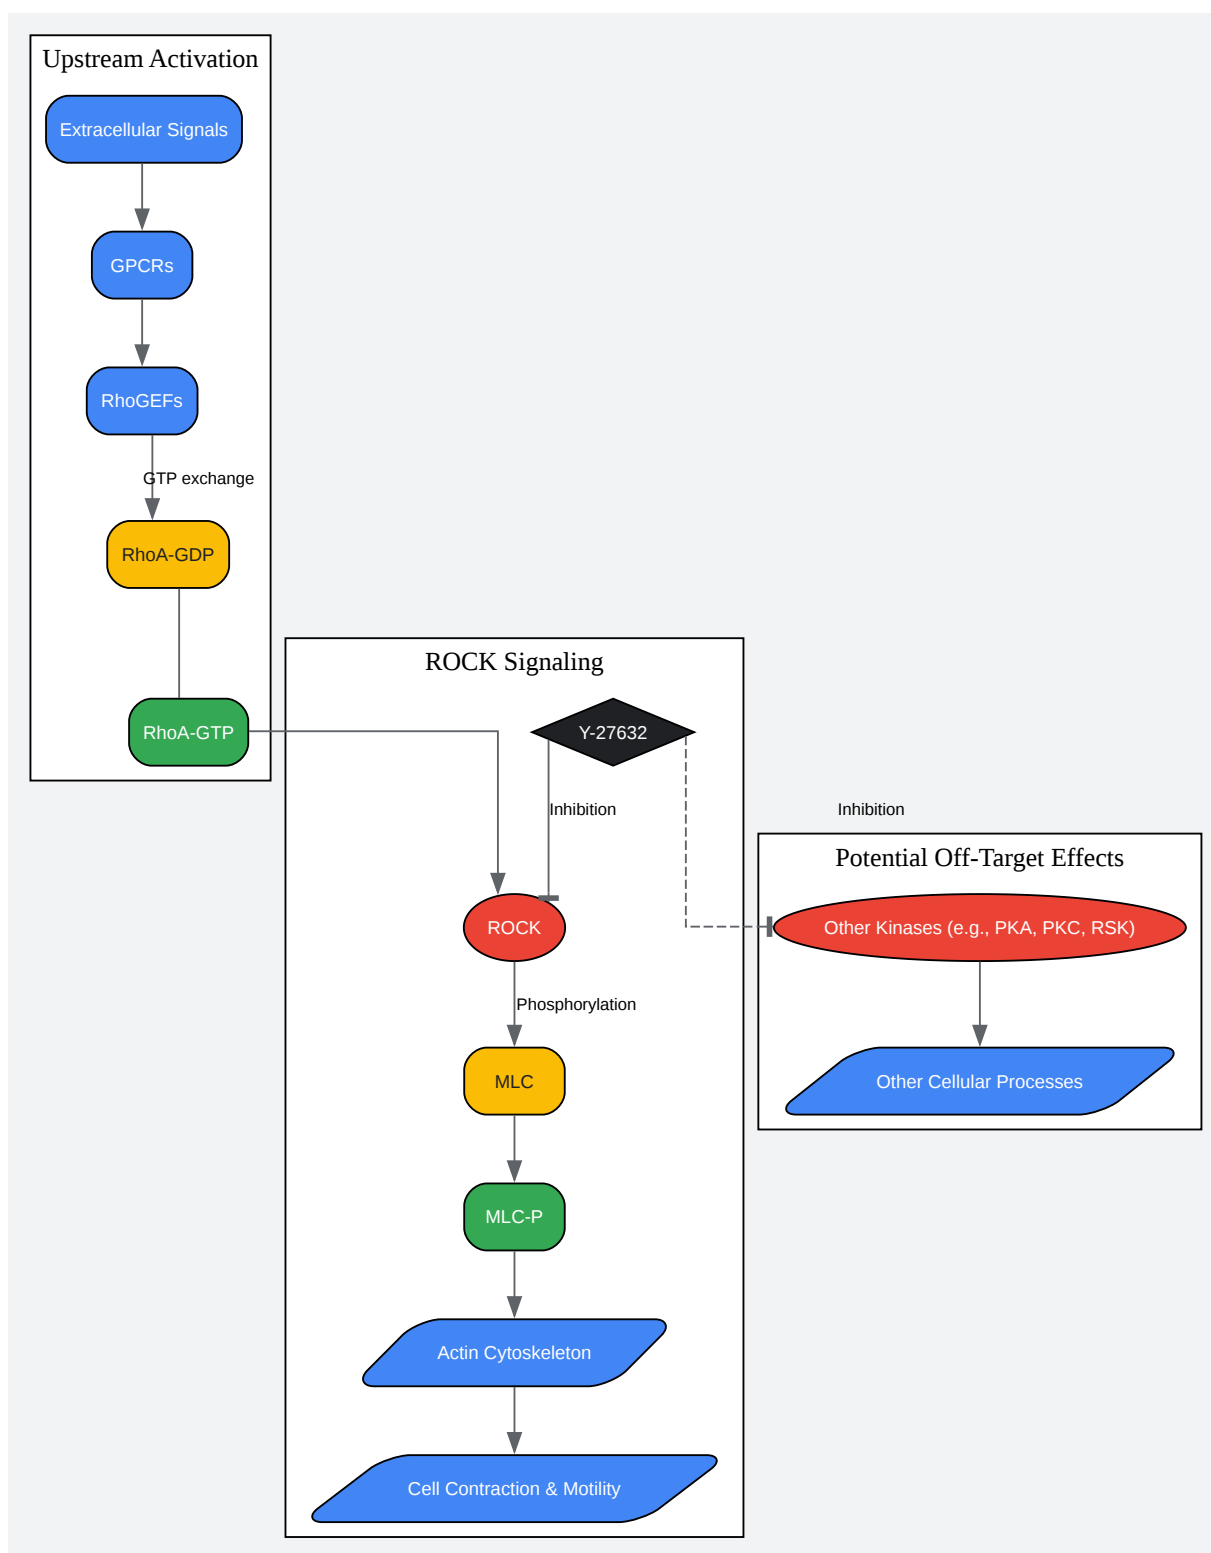 Upstream Activation
Extracellular Signals
GPCRs
RhoGEFs
GTP exchange
RhoA-GDP
RhoA-GTP
ROCK Signaling
Y-27632
Inhibition
ROCK
Phosphorylation
MLC
MLC-P
Actin Cytoskeleton
Cell Contraction & Motility
Inhibition
Potential Off-Target Effects
Other Kinases (e.g., PKA, PKC, RSK)
Other Cellular Processes